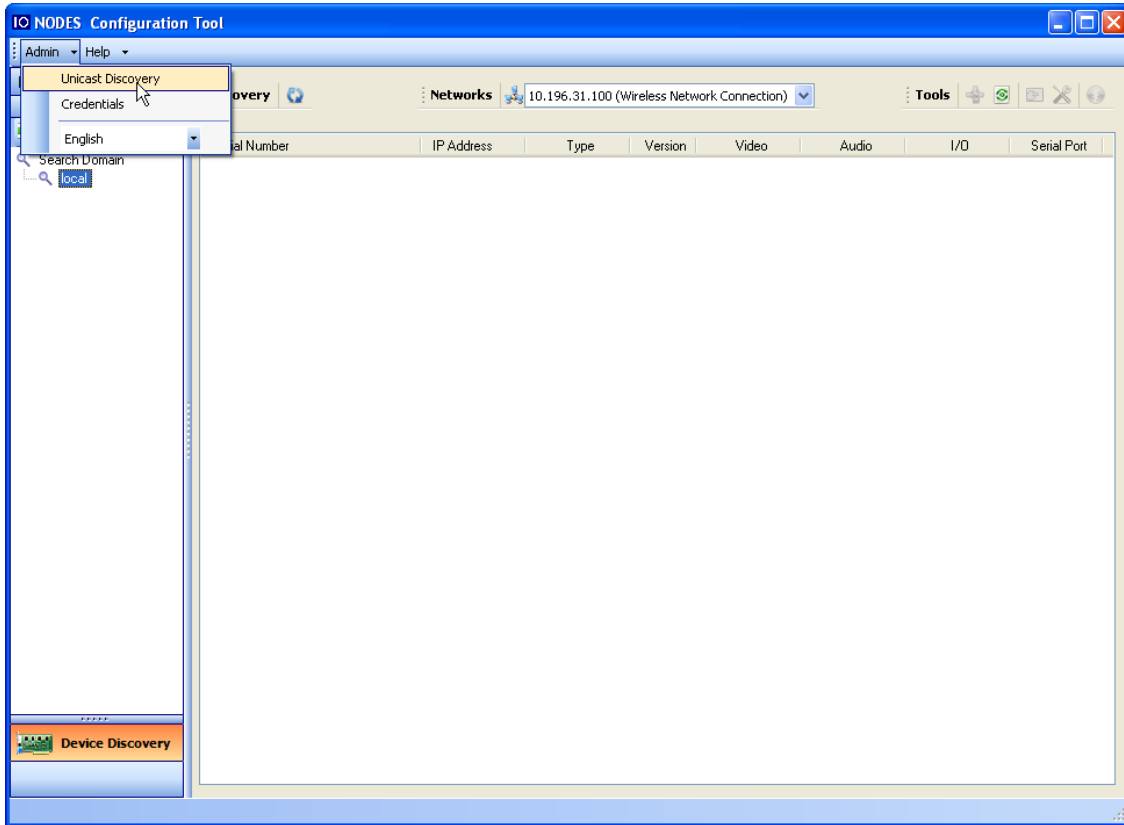 IO NODES Configuration Tool
Admin Help
Unicast Discovery
Credentials
English
overy Networks 10.196.31.100 (Wireless Network Connection) Tools
ial Number IP Address Type Version Video Audio I/O Serial Port
Search Domain
local
Device Discovery